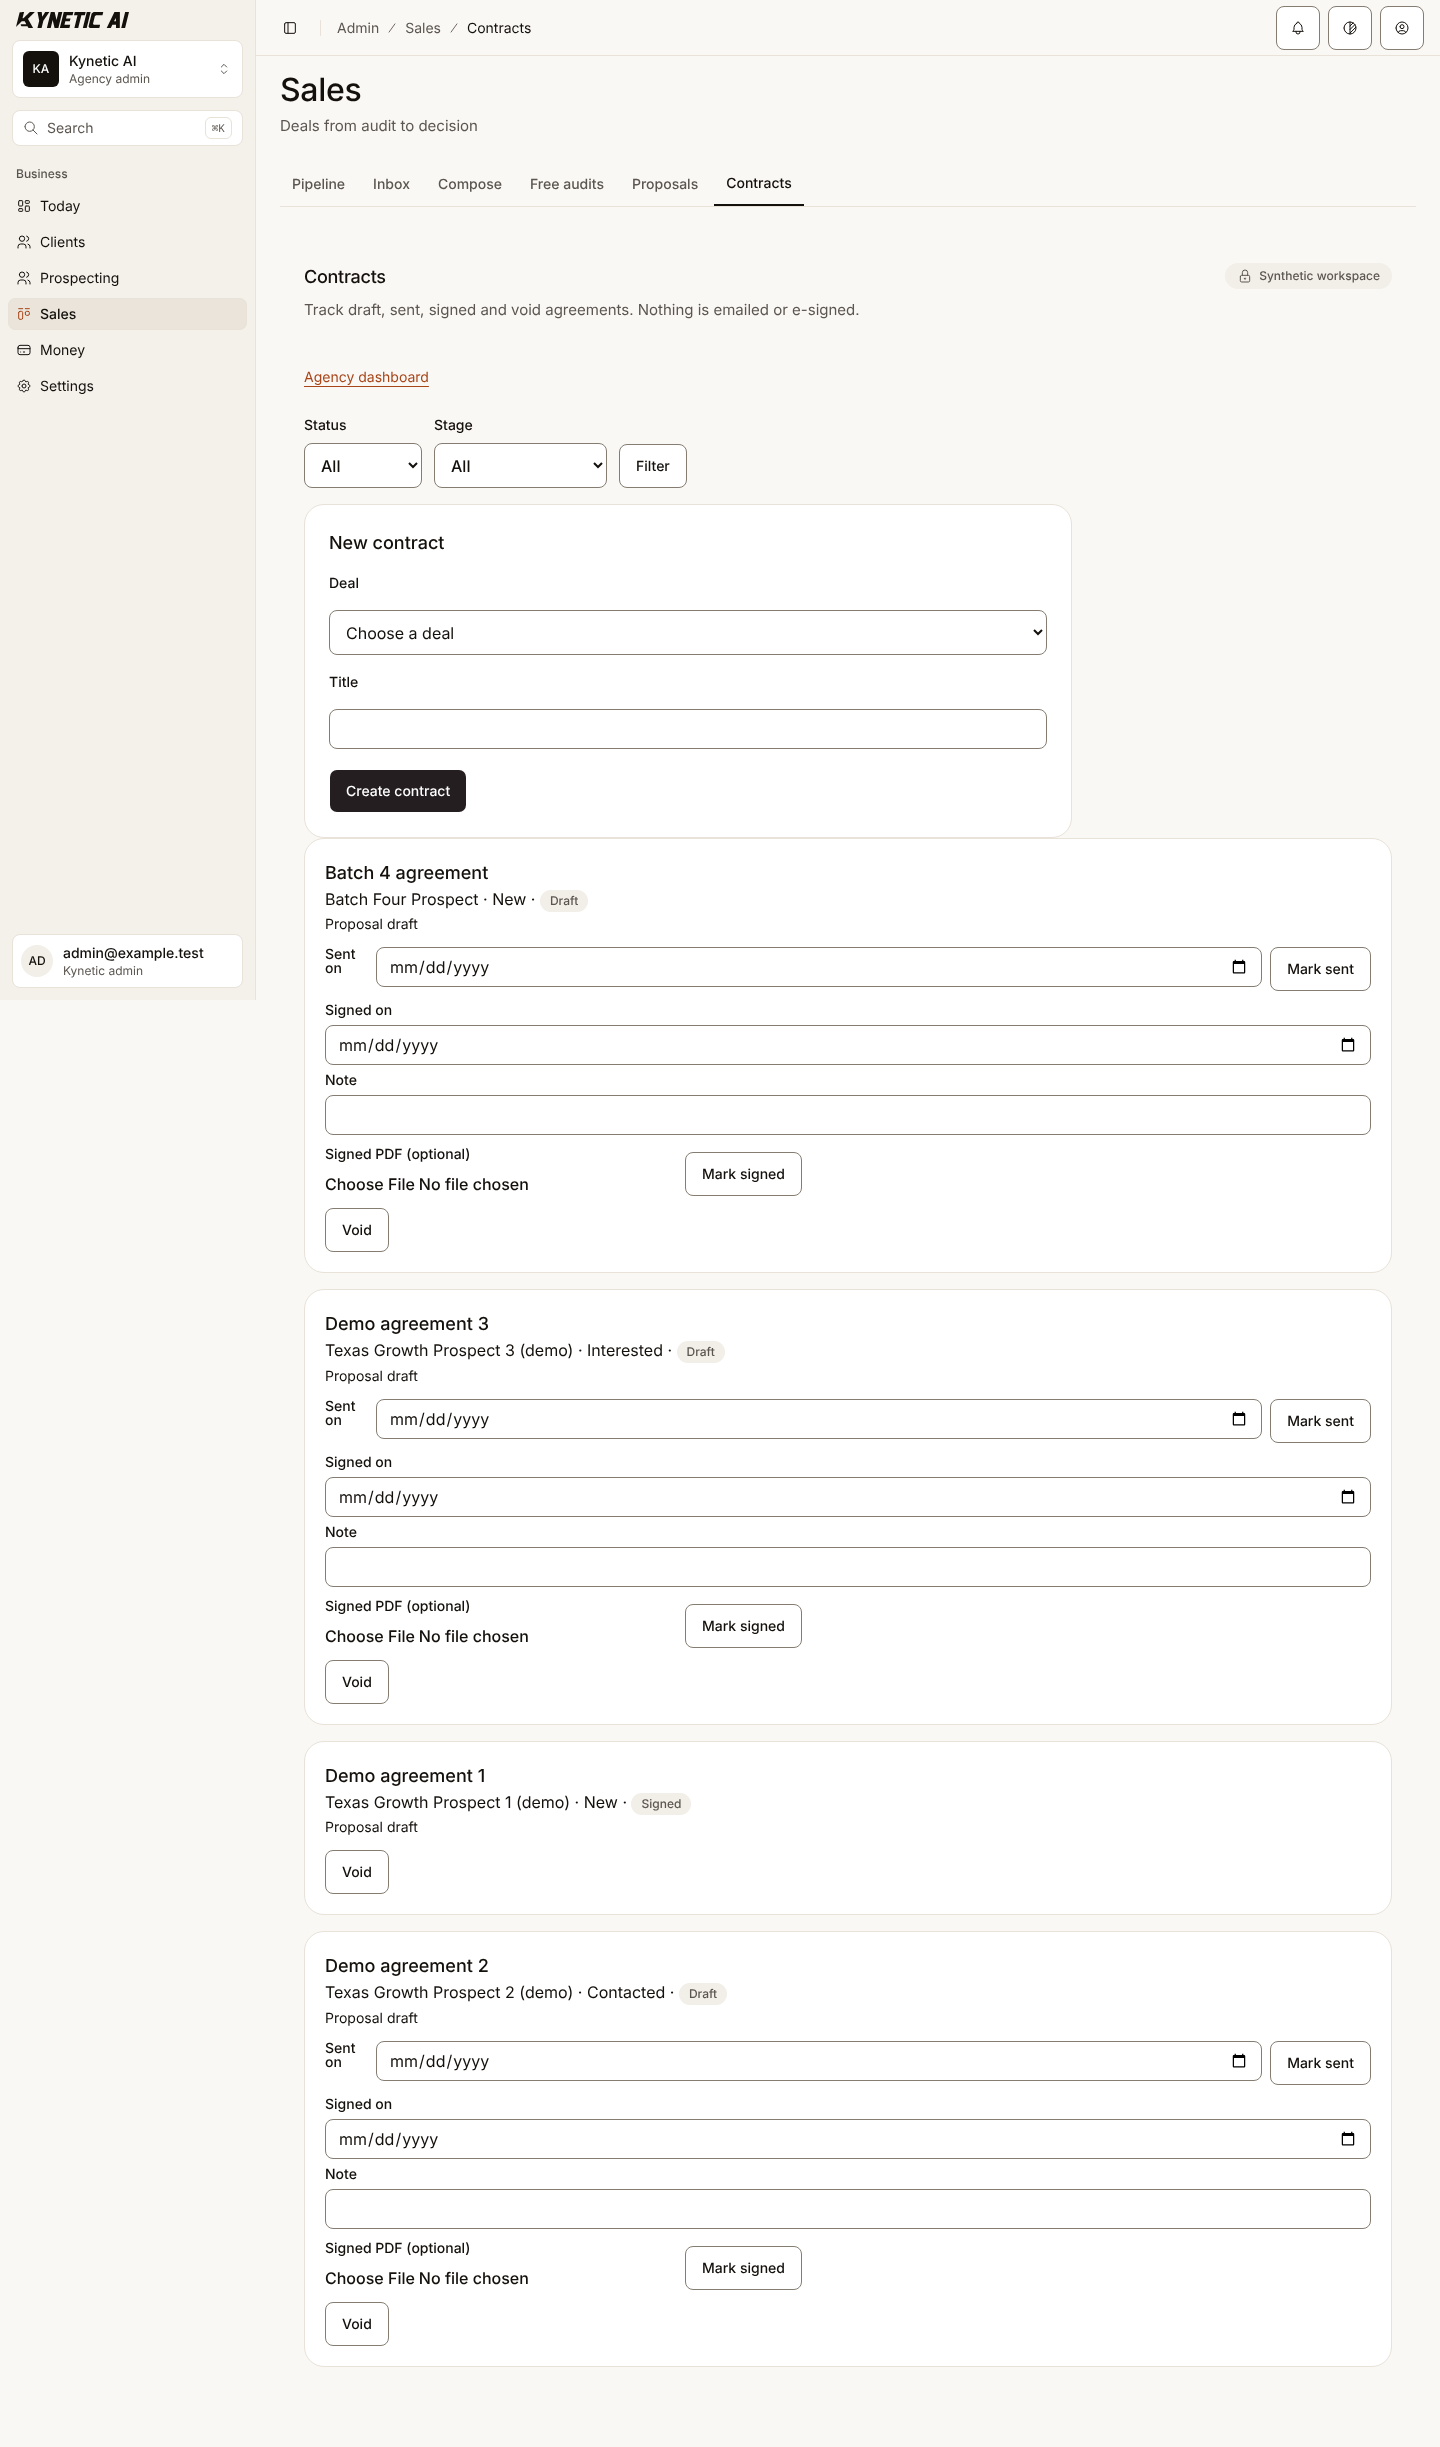 KYNETIC AI
KA
Kynetic AI
Agency admin
Search
⌘K
Business
Today
Clients
Prospecting
Sales
Money
Settings
AD
admin@example.test
Kynetic admin
Admin / Sales / Contracts
Sales
Deals from audit to decision
Pipeline Inbox Compose Free audits Proposals Contracts
Contracts
Synthetic workspace
Track draft, sent, signed and void agreements. Nothing is emailed or e-signed.
Agency dashboard
Status Stage
All All Filter
New contract
Deal
Choose a deal
Title
Create contract
Batch 4 agreement
Batch Four Prospect · New · Draft
Proposal draft
Sent
on
mm/dd/yyyy
Mark sent
Signed on
mm/dd/yyyy
Note
Signed PDF (optional)
Choose File No file chosen
Mark signed
Void
Demo agreement 3
Texas Growth Prospect 3 (demo) · Interested · Draft
Proposal draft
Sent
on
mm/dd/yyyy
Mark sent
Signed on
mm/dd/yyyy
Note
Signed PDF (optional)
Choose File No file chosen
Mark signed
Void
Demo agreement 1
Texas Growth Prospect 1 (demo) · New · Signed
Proposal draft
Void
Demo agreement 2
Texas Growth Prospect 2 (demo) · Contacted · Draft
Proposal draft
Sent
on
mm/dd/yyyy
Mark sent
Signed on
mm/dd/yyyy
Note
Signed PDF (optional)
Choose File No file chosen
Mark signed
Void